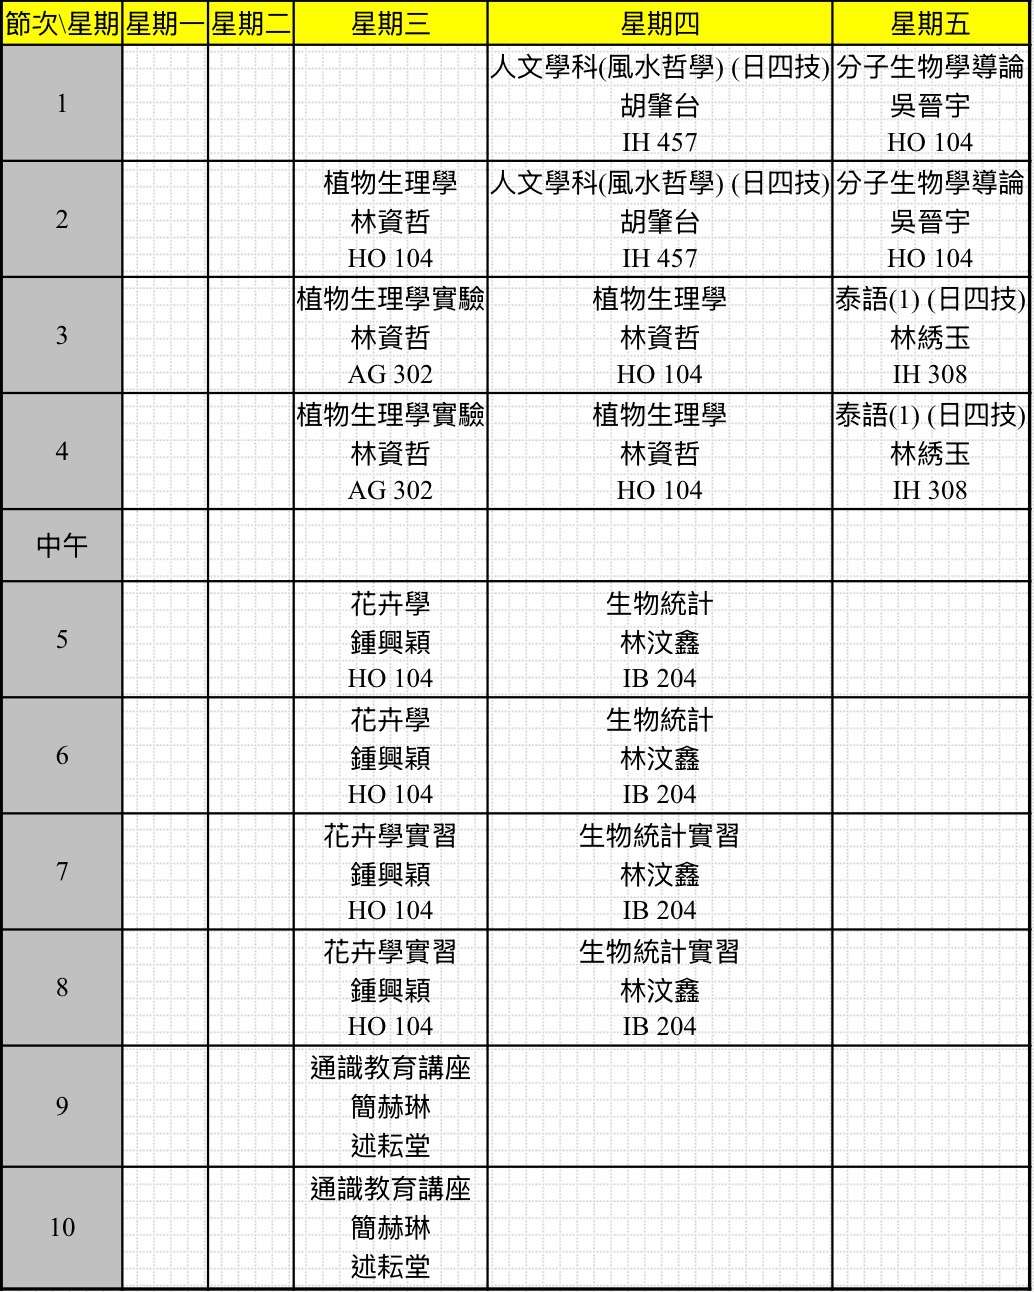 節次\星期 星期一 星期二 星期三 星期四 星期五
1
人文學科(風水哲學) (日四技)
胡肇台
IH 457
分子生物學導論
吳晉宇
HO 104
2
植物生理學
林資哲
HO 104
人文學科(風水哲學) (日四技)
胡肇台
IH 457
分子生物學導論
吳晉宇
HO 104
3
植物生理學實驗
林資哲
AG 302
植物生理學
林資哲
HO 104
泰語(1) (日四技)
林綉玉
IH 308
4
植物生理學實驗
林資哲
AG 302
植物生理學
林資哲
HO 104
泰語(1) (日四技)
林綉玉
IH 308
中午
5
花卉學
鍾興穎
HO 104
生物統計
林汶鑫
IB 204
6
花卉學
鍾興穎
HO 104
生物統計
林汶鑫
IB 204
7
花卉學實習
鍾興穎
HO 104
生物統計實習
林汶鑫
IB 204
8
花卉學實習
鍾興穎
HO 104
生物統計實習
林汶鑫
IB 204
9
通識教育講座
簡赫琳
述耘堂
10
通識教育講座
簡赫琳
述耘堂